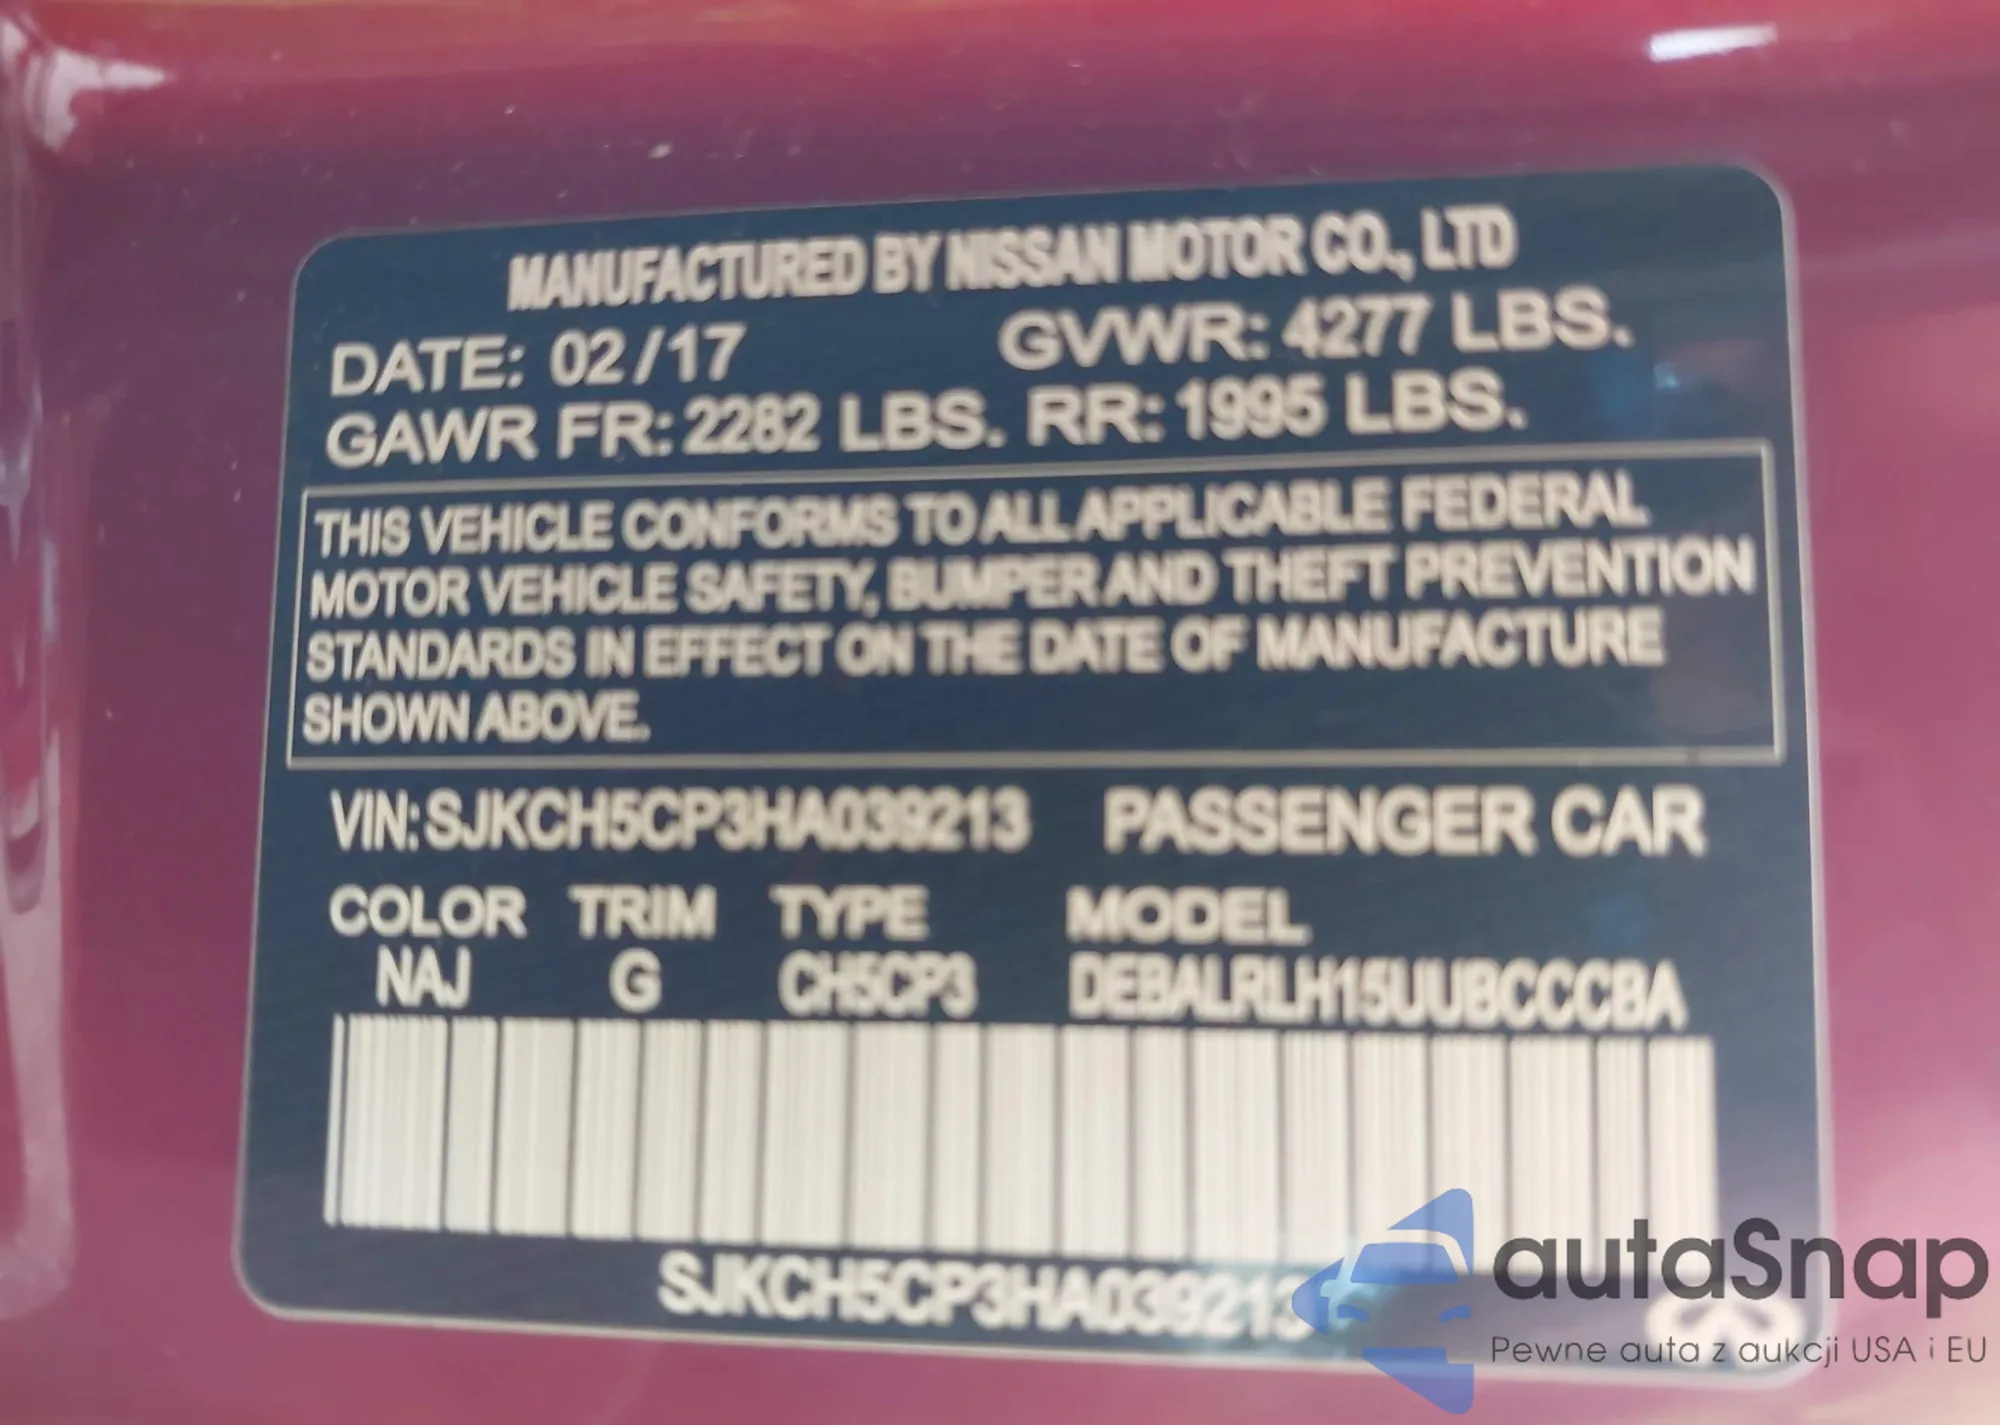 MANUFACTURED BY NISSAN MOTOR CO., LTD
DATE: 02/17 GVWR: 4277 LBS.
GAWR FR: 2282 LBS. RR: 1995 LBS.
THIS VEHICLE CONFORMS TO ALL APPLICABLE FEDERAL
MOTOR VEHICLE SAFETY, BUMPER AND THEFT PREVENTION
STANDARDS IN EFFECT ON THE DATE OF MANUFACTURE
SHOWN ABOVE.
VIN: SJKCH5CP3HA039213 PASSENGER CAR
COLOR TRIM TYPE MODEL
NAJ G CH5CP3 DEBALRLH15UUBCCCBA
SJKCH5CP3HA039213
autaSnap
Pewne auta z aukcji USA i EU